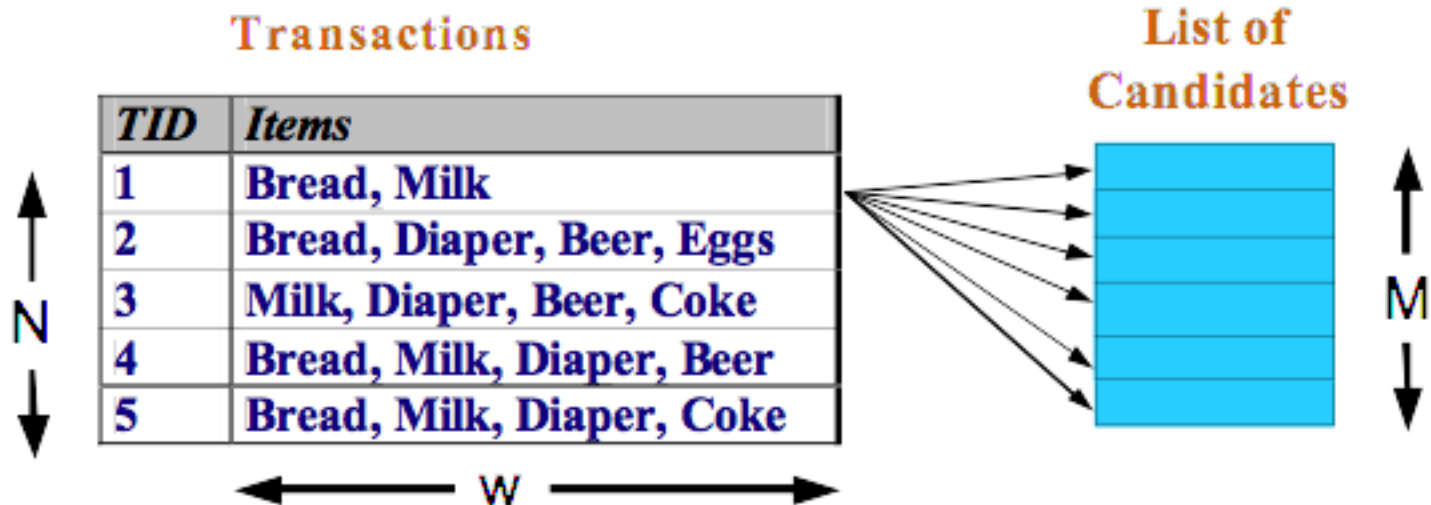 Transactions
List of
Candidates
TID Items
1 Bread, Milk
2 Bread, Diaper, Beer, Eggs
3 Milk, Diaper, Beer, Coke
4 Bread, Milk, Diaper, Beer
5 Bread, Milk, Diaper, Coke
N
M
w